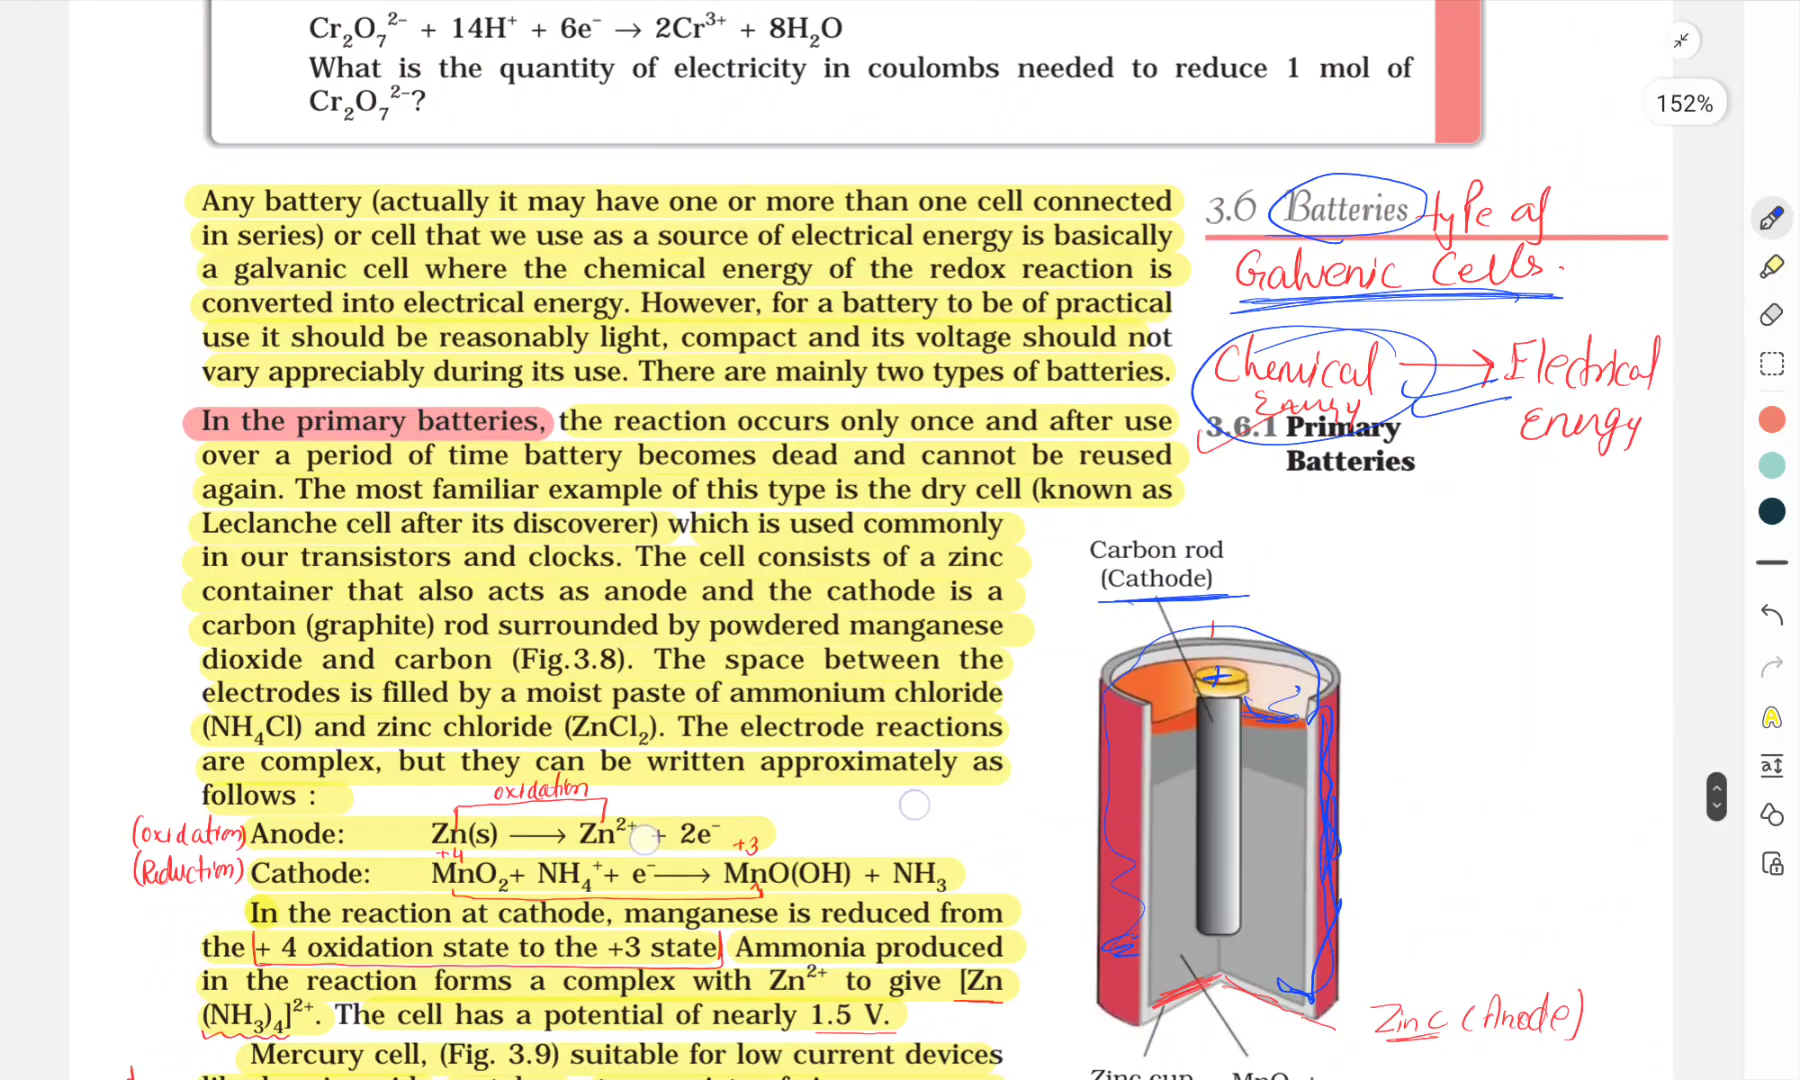 Cr₂O₇²⁻ + 14H⁺ + 6e⁻ → 2Cr³⁺ + 8H₂O
What is the quantity of electricity in coulombs needed to reduce 1 mol of
Cr₂O₇²⁻?
152%
Any battery (actually it may have one or more than one cell connected
in series) or cell that we use as a source of electrical energy is basically
a galvanic cell where the chemical energy of the redox reaction is
converted into electrical energy. However, for a battery to be of practical
use it should be reasonably light, compact and its voltage should not
vary appreciably during its use. There are mainly two types of batteries.
3.6 Batteries type of
Galvenic Cells.
Chemical Energy → Electrical
Energy
3.6.1 Primary
Batteries
In the primary batteries, the reaction occurs only once and after use
over a period of time battery becomes dead and cannot be reused
again. The most familiar example of this type is the dry cell (known as
Leclanche cell after its discoverer) which is used commonly
in our transistors and clocks. The cell consists of a zinc
container that also acts as anode and the cathode is a
carbon (graphite) rod surrounded by powdered manganese
dioxide and carbon (Fig.3.8). The space between the
electrodes is filled by a moist paste of ammonium chloride
(NH₄Cl) and zinc chloride (ZnCl₂). The electrode reactions
are complex, but they can be written approximately as
follows :
oxidation
(oxidation) Anode: Zn(s) ⟶ Zn²⁺ + 2e⁻
+4 +3
(Reduction) Cathode: MnO₂+ NH₄⁺+ e⁻⟶ MnO(OH) + NH₃
In the reaction at cathode, manganese is reduced from
the + 4 oxidation state to the +3 state. Ammonia produced
in the reaction forms a complex with Zn²⁺ to give [Zn
(NH₃)₄]²⁺. The cell has a potential of nearly 1.5 V.
Mercury cell, (Fig. 3.9) suitable for low current devices
Carbon rod
(Cathode)
+
Zinc (Anode)
Zinc cup MnO₂ +